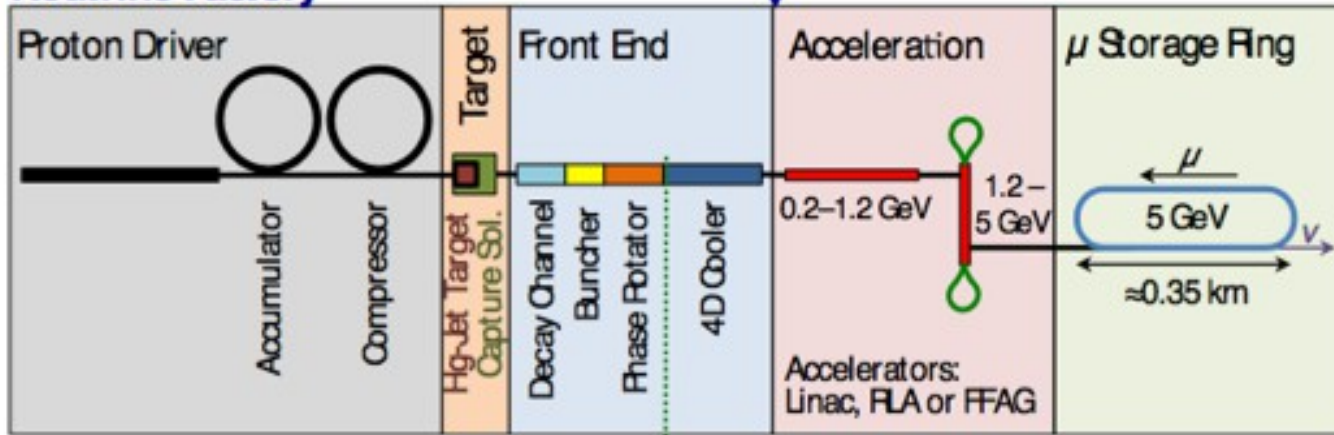 Proton Driver
Accumulator
Compressor
Target
Hg-Jet Target
Capture Sol.
Front End
Decay Channel
Buncher
Phase Rotator
4D Cooler
Acceleration
0.2–1.2 GeV
1.2–
5 GeV
Accelerators:
Linac, RLA or FFAG
μ Storage Ring
μ
5 GeV
ν
≈0.35 km